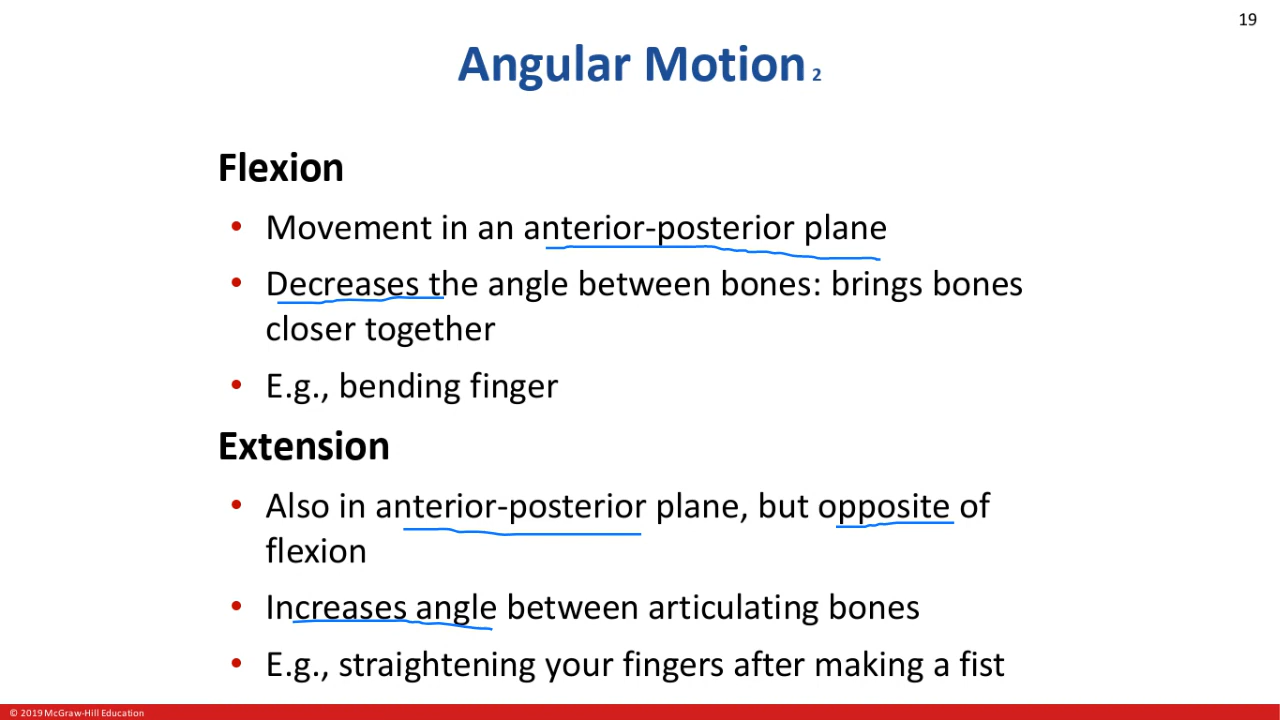 19
Angular Motion 2
Flexion
• Movement in an anterior-posterior plane
• Decreases the angle between bones: brings bones
closer together
• E.g., bending finger
Extension
• Also in anterior-posterior plane, but opposite of
flexion
• Increases angle between articulating bones
• E.g., straightening your fingers after making a fist
© 2019 McGraw-Hill Education